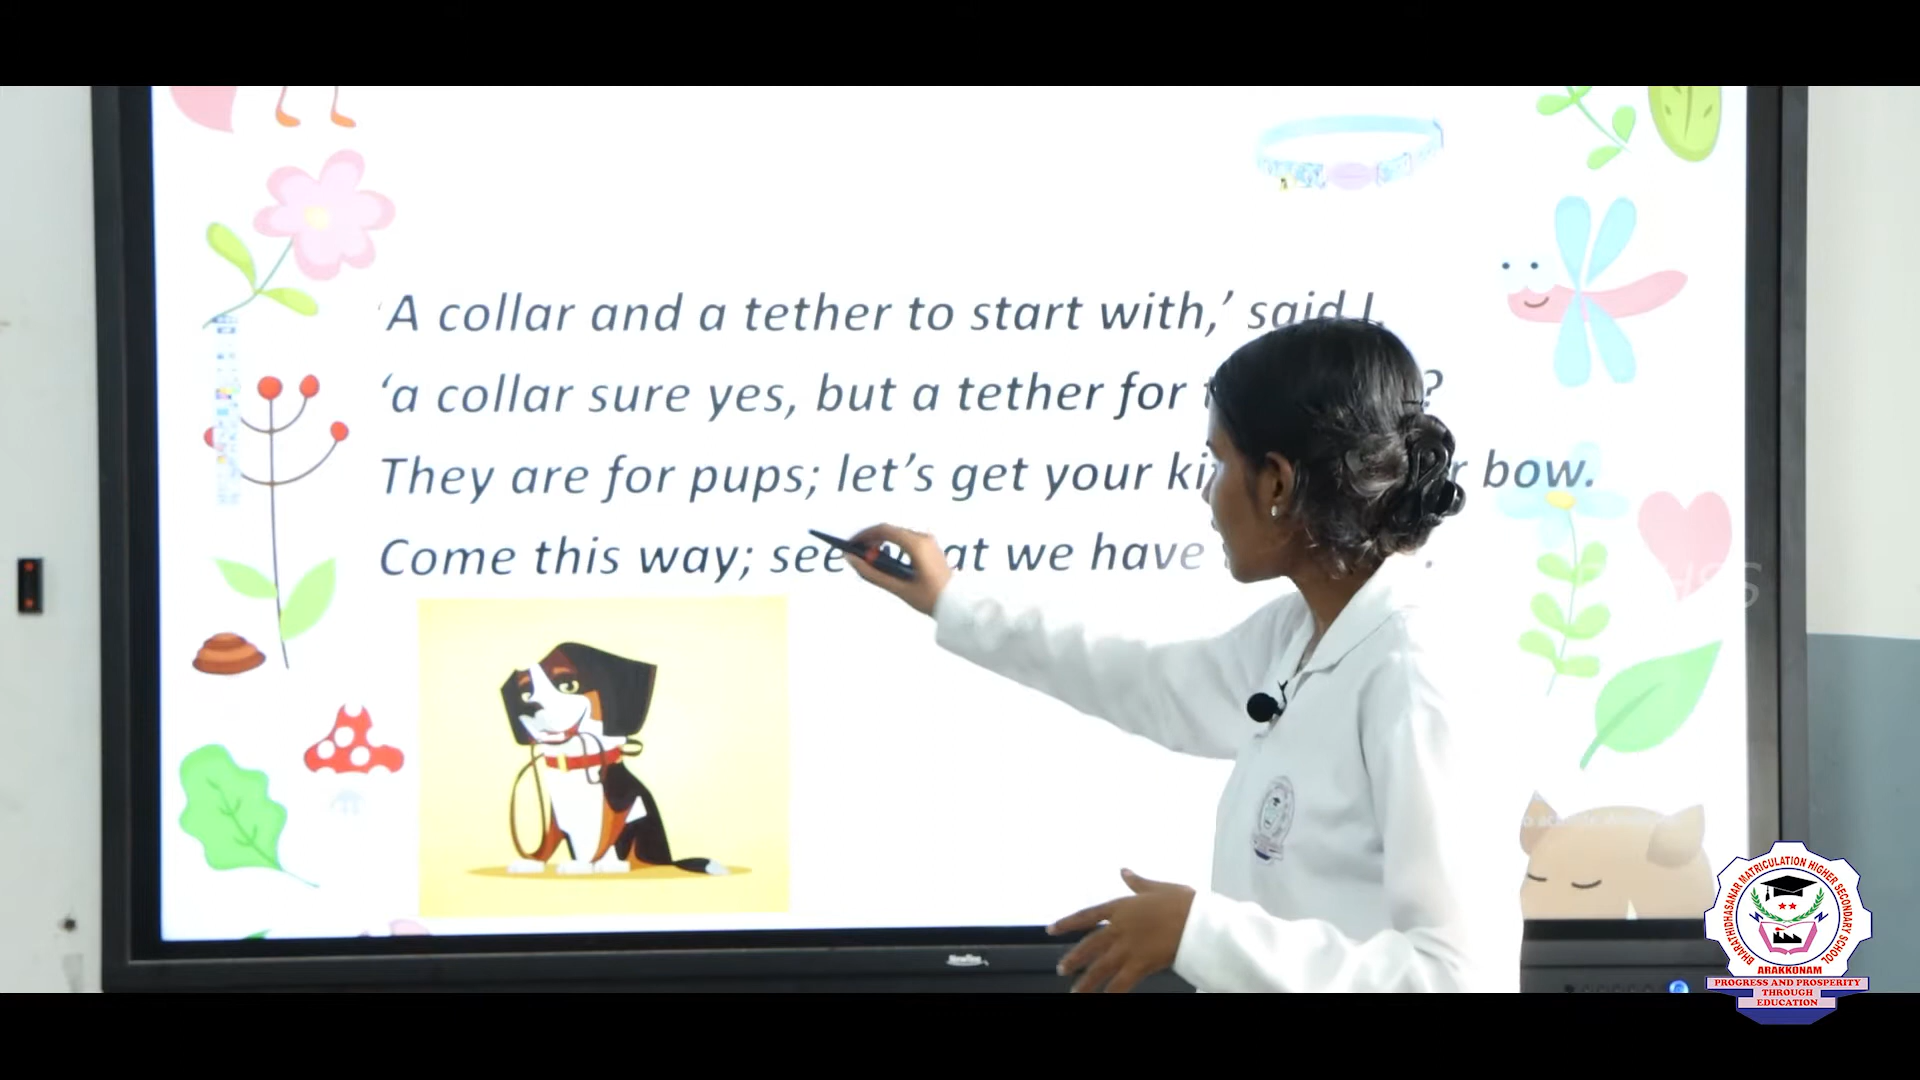 ‘A collar and a tether to start with,’ said I.
‘a collar sure yes, but a tether for ?
They are for pups; let’s get your bow.
Come this way; see we have .
BHARATHIDHASANAR MATRICULATION HIGHER SECONDARY SCHOOL
ARAKKONAM
PROGRESS AND PROSPERITY
THROUGH
EDUCATION